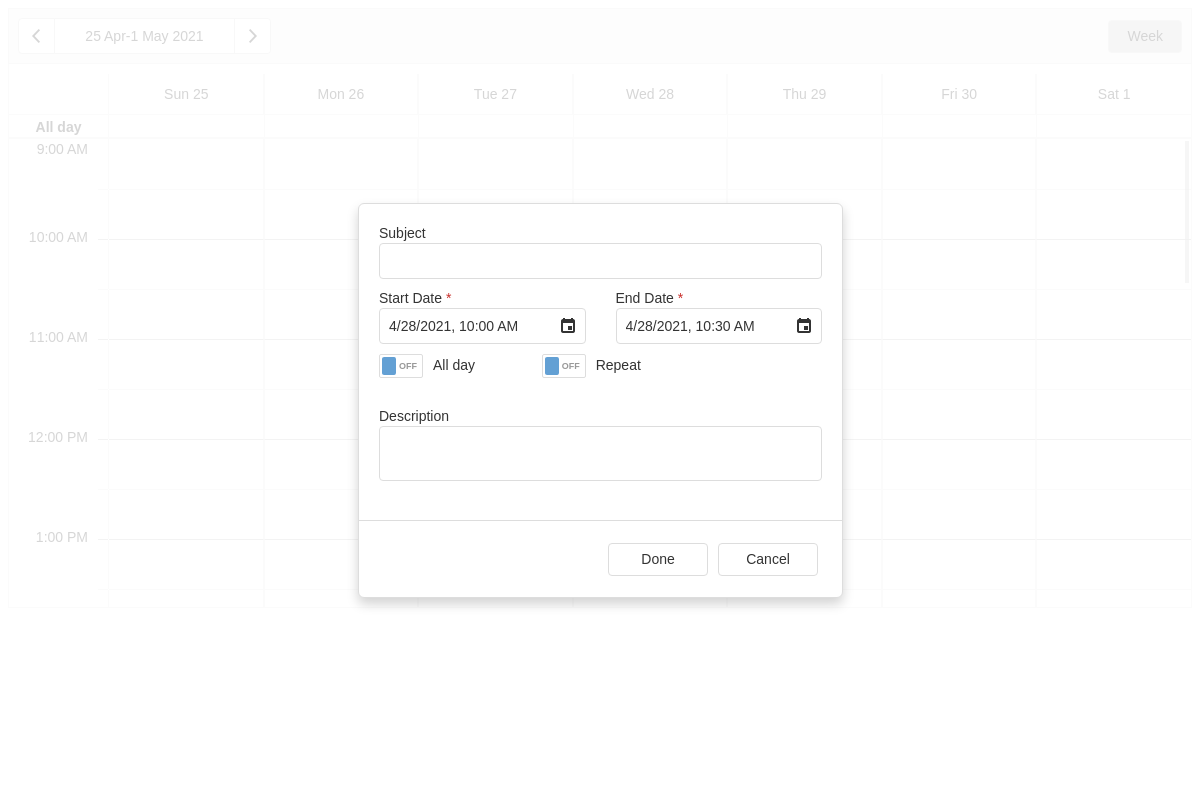 25 Apr-1 May 2021
Week
Sun 25 Mon 26 Tue 27 Wed 28 Thu 29 Fri 30 Sat 1
All day
9:00 AM
10:00 AM
11:00 AM
12:00 PM
1:00 PM
Subject
Start Date * End Date *
4/28/2021, 10:00 AM 4/28/2021, 10:30 AM
OFF All day OFF Repeat
Description
Done Cancel